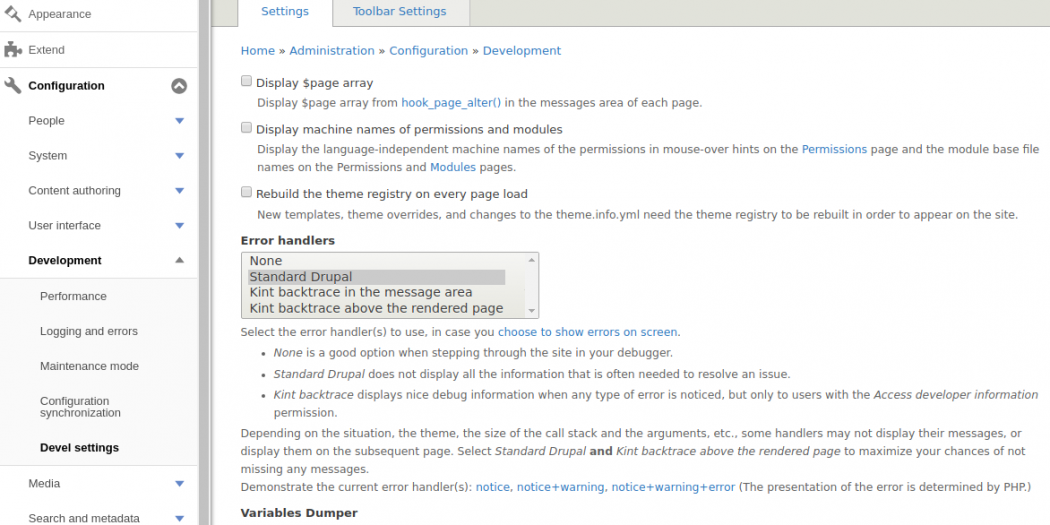 Appearance
Extend
Configuration
People
System
Content authoring
User interface
Development
Performance
Logging and errors
Maintenance mode
Configuration
synchronization
Devel settings
Media
Search and metadata
Settings
Toolbar Settings
Home » Administration » Configuration » Development
Display $page array
Display $page array from hook_page_alter() in the messages area of each page.
Display machine names of permissions and modules
Display the language-independent machine names of the permissions in mouse-over hints on the Permissions page and the module base file
names on the Permissions and Modules pages.
Rebuild the theme registry on every page load
New templates, theme overrides, and changes to the theme.info.yml need the theme registry to be rebuilt in order to appear on the site.
Error handlers
None
Standard Drupal
Kint backtrace in the message area
Kint backtrace above the rendered page
Select the error handler(s) to use, in case you choose to show errors on screen.
• None is a good option when stepping through the site in your debugger.
• Standard Drupal does not display all the information that is often needed to resolve an issue.
• Kint backtrace displays nice debug information when any type of error is noticed, but only to users with the Access developer information
permission.
Depending on the situation, the theme, the size of the call stack and the arguments, etc., some handlers may not display their messages, or
display them on the subsequent page. Select Standard Drupal and Kint backtrace above the rendered page to maximize your chances of not
missing any messages.
Demonstrate the current error handler(s): notice, notice+warning, notice+warning+error (The presentation of the error is determined by PHP.)
Variables Dumper